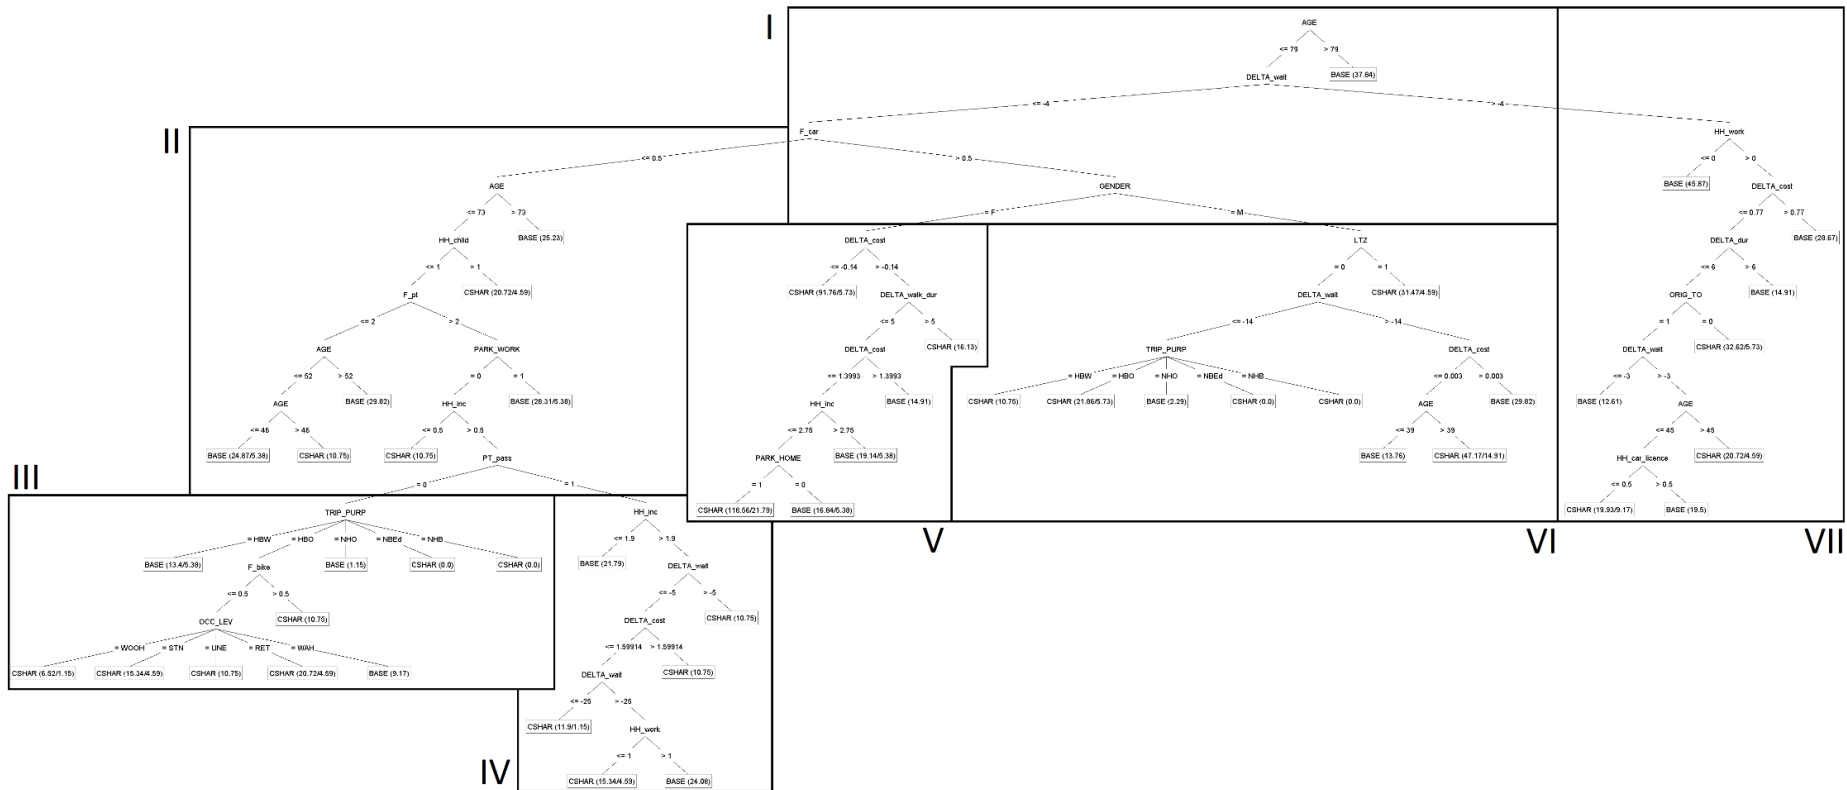 I
AGE
<= 79 > 79
BASE (37.84)
DELTA_wait
<= -4 > -4
II
F_car
<= 0.5 > 0.5
AGE
<= 73 > 73
BASE (25.23)
HH_child
<= 1 > 1
CSHAR (20.72/4.59)
F_pt
<= 2 > 2
AGE PARK_WORK
<= 52 > 52 = 0 = 1
AGE BASE (29.82) HH_inc BASE (28.31/5.38)
<= 46 > 46 <= 0.5 > 0.5
BASE (24.87/5.38) CSHAR (10.75) CSHAR (10.75) PT_pass
= 0 = 1
III
TRIP_PURP
= HBW = HBO = NHO = NBEd = NHB
BASE (13.4/5.38) F_bike BASE (1.15) CSHAR (0.0) CSHAR (0.0)
<= 0.5 > 0.5
OCC_LEV CSHAR (10.75)
= WOOH = STN = UNE = RET = WAH
CSHAR (6.52/1.15) CSHAR (15.34/4.59) CSHAR (10.75) CSHAR (20.72/4.59) BASE (9.17)
HH_inc
<= 1.9 > 1.9
BASE (21.79) DELTA_wait
<= -5 > -5
DELTA_cost CSHAR (10.75)
<= 1.59914 > 1.59914
DELTA_wait CSHAR (10.75)
<= -25 > -25
CSHAR (11.9/1.15) HH_work
<= 1 > 1
CSHAR (15.34/4.59) BASE (24.08)
IV
GENDER
= F = M
DELTA_cost
<= -0.14 > -0.14
CSHAR (91.76/5.73) DELTA_walk_dur
<= 5 > 5
DELTA_cost CSHAR (16.13)
<= 1.3993 > 1.3993
HH_inc BASE (14.91)
<= 2.75 > 2.75
PARK_HOME BASE (19.14/5.38)
= 1 = 0
CSHAR (118.56/21.79) BASE (16.64/5.38)
V
LTZ
= 0 = 1
DELTA_wait CSHAR (31.47/4.59)
<= -14 > -14
TRIP_PURP DELTA_cost
= HBW = HBO = NHO = NBEd = NHB <= 0.003 > 0.003
CSHAR (10.75) CSHAR (21.86/5.73) BASE (2.29) CSHAR (0.0) CSHAR (0.0) AGE BASE (29.82)
<= 39 > 39
BASE (13.76) CSHAR (47.17/14.91)
VI
HH_work
<= 0 > 0
BASE (45.87) DELTA_cost
<= 0.77 > 0.77
DELTA_dur BASE (28.67)
<= 6 > 6
ORIG_TO BASE (14.91)
= 1 = 0
DELTA_wait CSHAR (32.62/5.73)
<= -3 > -3
BASE (12.61) AGE
<= 45 > 45
HH_car_licence CSHAR (20.72/4.59)
<= 0.5 > 0.5
CSHAR (19.93/9.17) BASE (19.5)
VII